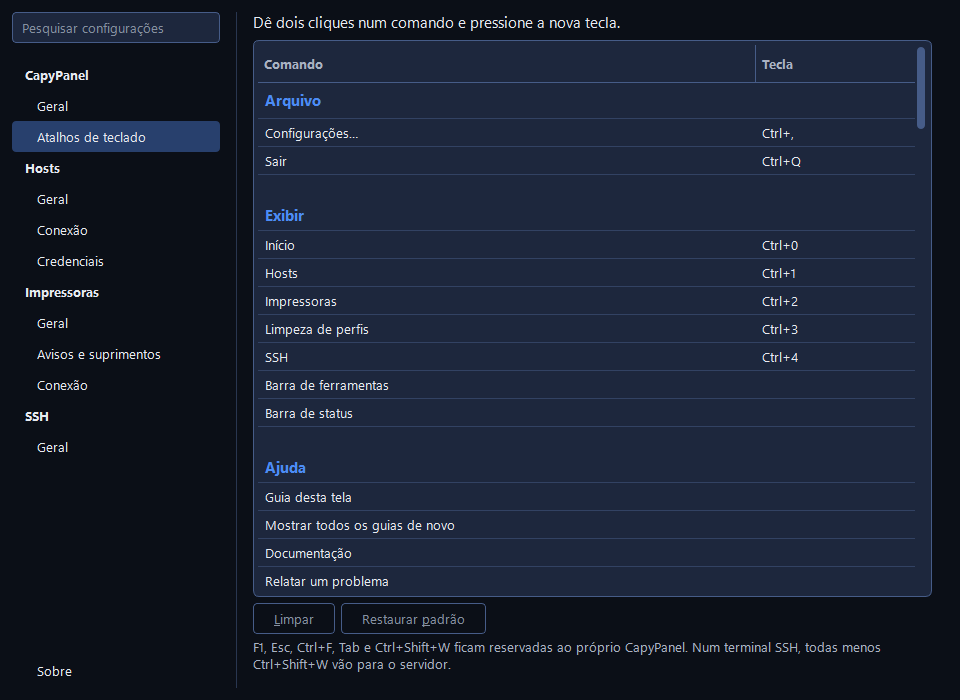 Pesquisar configurações
CapyPanel
Geral
Atalhos de teclado
Hosts
Geral
Conexão
Credenciais
Impressoras
Geral
Avisos e suprimentos
Conexão
SSH
Geral
Sobre
Dê dois cliques num comando e pressione a nova tecla.
Comando Tecla
Arquivo
Configurações... Ctrl+,
Sair Ctrl+Q
Exibir
Início Ctrl+0
Hosts Ctrl+1
Impressoras Ctrl+2
Limpeza de perfis Ctrl+3
SSH Ctrl+4
Barra de ferramentas
Barra de status
Ajuda
Guia desta tela
Mostrar todos os guias de novo
Documentação
Relatar um problema
Limpar Restaurar padrão
F1, Esc, Ctrl+F, Tab e Ctrl+Shift+W ficam reservadas ao próprio CapyPanel. Num terminal SSH, todas menos
Ctrl+Shift+W vão para o servidor.